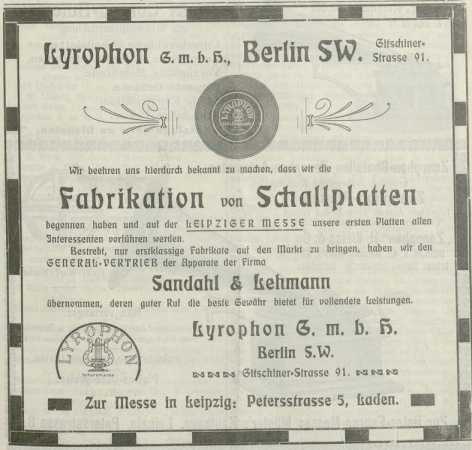 Lyrophon G. m. b. H., Berlin SW. Gitschiner-
Strasse 91.
LYROPHON
Wir beehren uns hierdurch bekannt zu machen, dass wir die
Fabrikation von Schallplatten
begonnen haben und auf der LEIPZIGER MESSE unsere ersten Platten allen
Interessenten vorführen werden.
Bestrebt, nur erstklassige Fabrikate auf den Markt zu bringen, haben wir den
GENERAL-VERTRIEB der Apparate der Firma
Sandahl & Lehmann
übernommen, deren guter Ruf die beste Gewähr bietet für vollendete Leistungen.
LYROPHON
Lyrophon G. m. b. H.
Berlin S.W.
Gitschiner-Strasse 91.
Zur Messe in Leipzig: Petersstrasse 5, Laden.